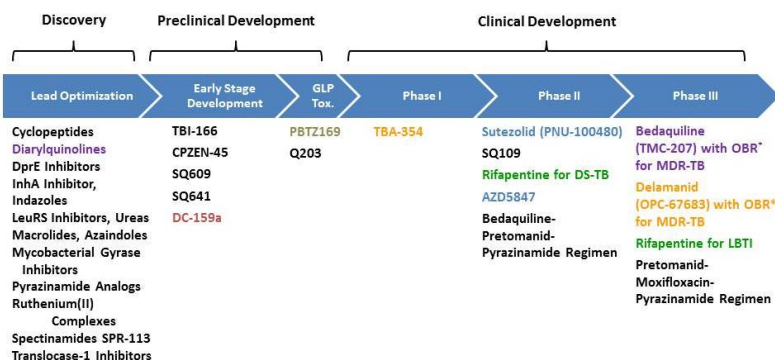 Discovery
Preclinical Development
Clinical Development
Lead Optimization
Early Stage
Development
GLP
Tox.
Phase I
Phase II
Phase III
Cyclopeptides
Diarylquinolines
DprE Inhibitors
InhA Inhibitor,
Indazoles
LeuRS Inhibitors, Ureas
Macrolides, Azaindoles
Mycobacterial Gyrase
Inhibitors
Pyrazinamide Analogs
Ruthenium(II)
Complexes
Spectinamides SPR-113
Translocase-1 Inhibitors
TBI-166
CPZEN-45
SQ609
SQ641
DC-159a
PBTZ169
Q203
TBA-354
Sutezolid (PNU-100480)
SQ109
Rifapentine for DS-TB
AZD5847
Bedaquiline-
Pretomanid-
Pyrazinamide Regimen
Bedaquiline
(TMC-207) with OBR*
for MDR-TB
Delamanid
(OPC-67683) with OBR*
for MDR-TB
Rifapentine for LBTI
Pretomanid-
Moxifloxacin-
Pyrazinamide Regimen